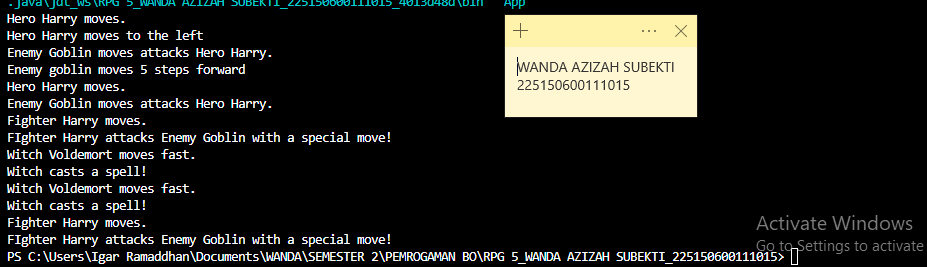 .java\jdt_ws\RPG 5_WANDA AZIZAH SUBEKTI_225150600111015_4013d48d\bin' 'App'
Hero Harry moves.
Hero Harry moves to the left
Enemy Goblin moves attacks Hero Harry.
Enemy goblin moves 5 steps forward
Hero Harry moves.
Enemy Goblin moves attacks Hero Harry.
Fighter Harry moves.
FIghter Harry attacks Enemy Goblin with a special move!
Witch Voldemort moves fast.
Witch casts a spell!
Witch Voldemort moves fast.
Witch casts a spell!
Fighter Harry moves.
FIghter Harry attacks Enemy Goblin with a special move!
PS C:\Users\Igar Ramaddhan\Documents\WANDA\SEMESTER 2\PEMROGAMAN BO\RPG 5_WANDA AZIZAH SUBEKTI_225150600111015>
WANDA AZIZAH SUBEKTI
225150600111015
Activate Windows
Go to Settings to activate